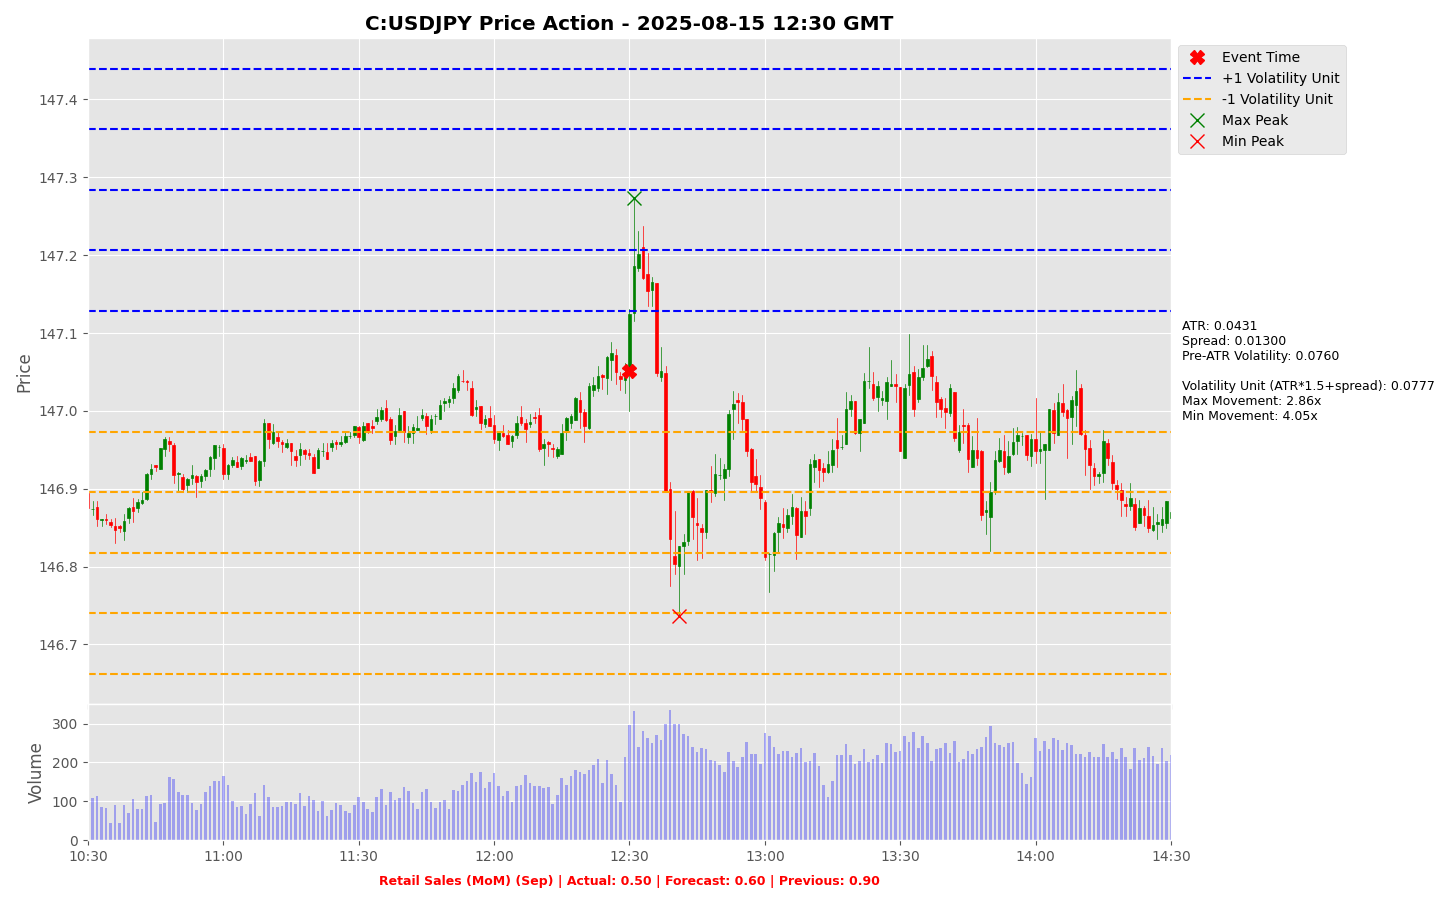 C:USDJPY Price Action - 2025-08-15 12:30 GMT
Event Time
+1 Volatility Unit
-1 Volatility Unit
Max Peak
Min Peak
Price
147.4
147.3
147.2
147.1
147.0
146.9
146.8
146.7
ATR: 0.0431
Spread: 0.01300
Pre-ATR Volatility: 0.0760
Volatility Unit (ATR*1.5+spread): 0.0777
Max Movement: 2.86x
Min Movement: 4.05x
Volume
300
200
100
0
10:30 11:00 11:30 12:00 12:30 13:00 13:30 14:00 14:30
Retail Sales (MoM) (Sep) | Actual: 0.50 | Forecast: 0.60 | Previous: 0.90